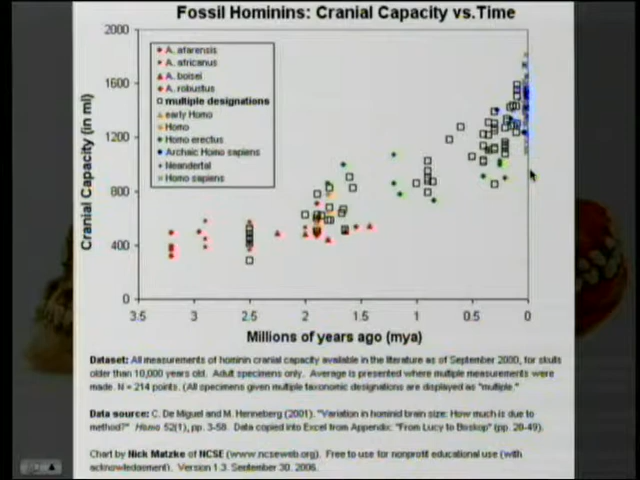 Fossil Hominins: Cranial Capacity vs.Time
2000
1600
1200
800
400
0
Cranial Capacity (in ml)
A. afarensis
A. africanus
A. boisei
A. robustus
multiple designations
early Homo
Homo
Homo erectus
Archaic Homo sapiens
Neandertal
Homo sapiens
3.5 3 2.5 2 1.5 1 0.5 0
Millions of years ago (mya)
Dataset: All measurements of hominin cranial capacity available in the literature as of September 2000, for skulls
older than 10,000 years old. Adult specimens only. Average is presented where multiple measurements were
made. N = 214 points. (All specimens given multiple taxonomic designations are displayed as "multiple."
Data source: C. De Miguel and M. Henneberg (2001). "Variation in hominid brain size: How much is due to
method?" Homo 52(1), pp. 3-58. Data copied into Excel from Appendix: "From Lucy to Boskop" (pp. 28-49).
Chart by Nick Matzke of NCSE (www.ncseweb.org). Free to use for nonprofit educational use (with
acknowledgement). Version 1.3. September 30, 2006.